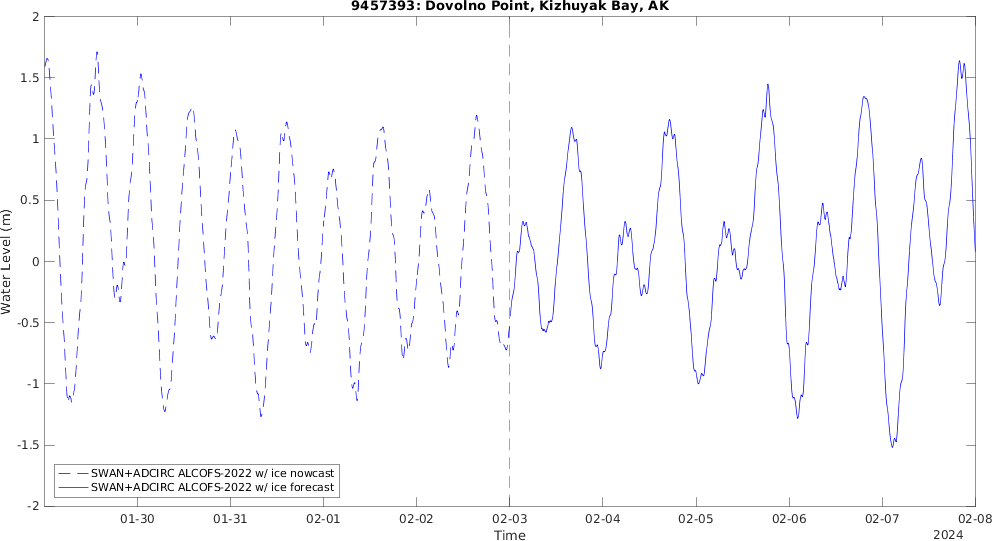 9457393: Dovolno Point, Kizhuyak Bay, AK
2
1.5
1
0.5
0
-0.5
-1
-1.5
-2
Water Level (m)
SWAN+ADCIRC ALCOFS-2022 w/ ice nowcast
SWAN+ADCIRC ALCOFS-2022 w/ ice forecast
01-30 01-31 02-01 02-02 02-03 02-04 02-05 02-06 02-07 02-08
Time
2024